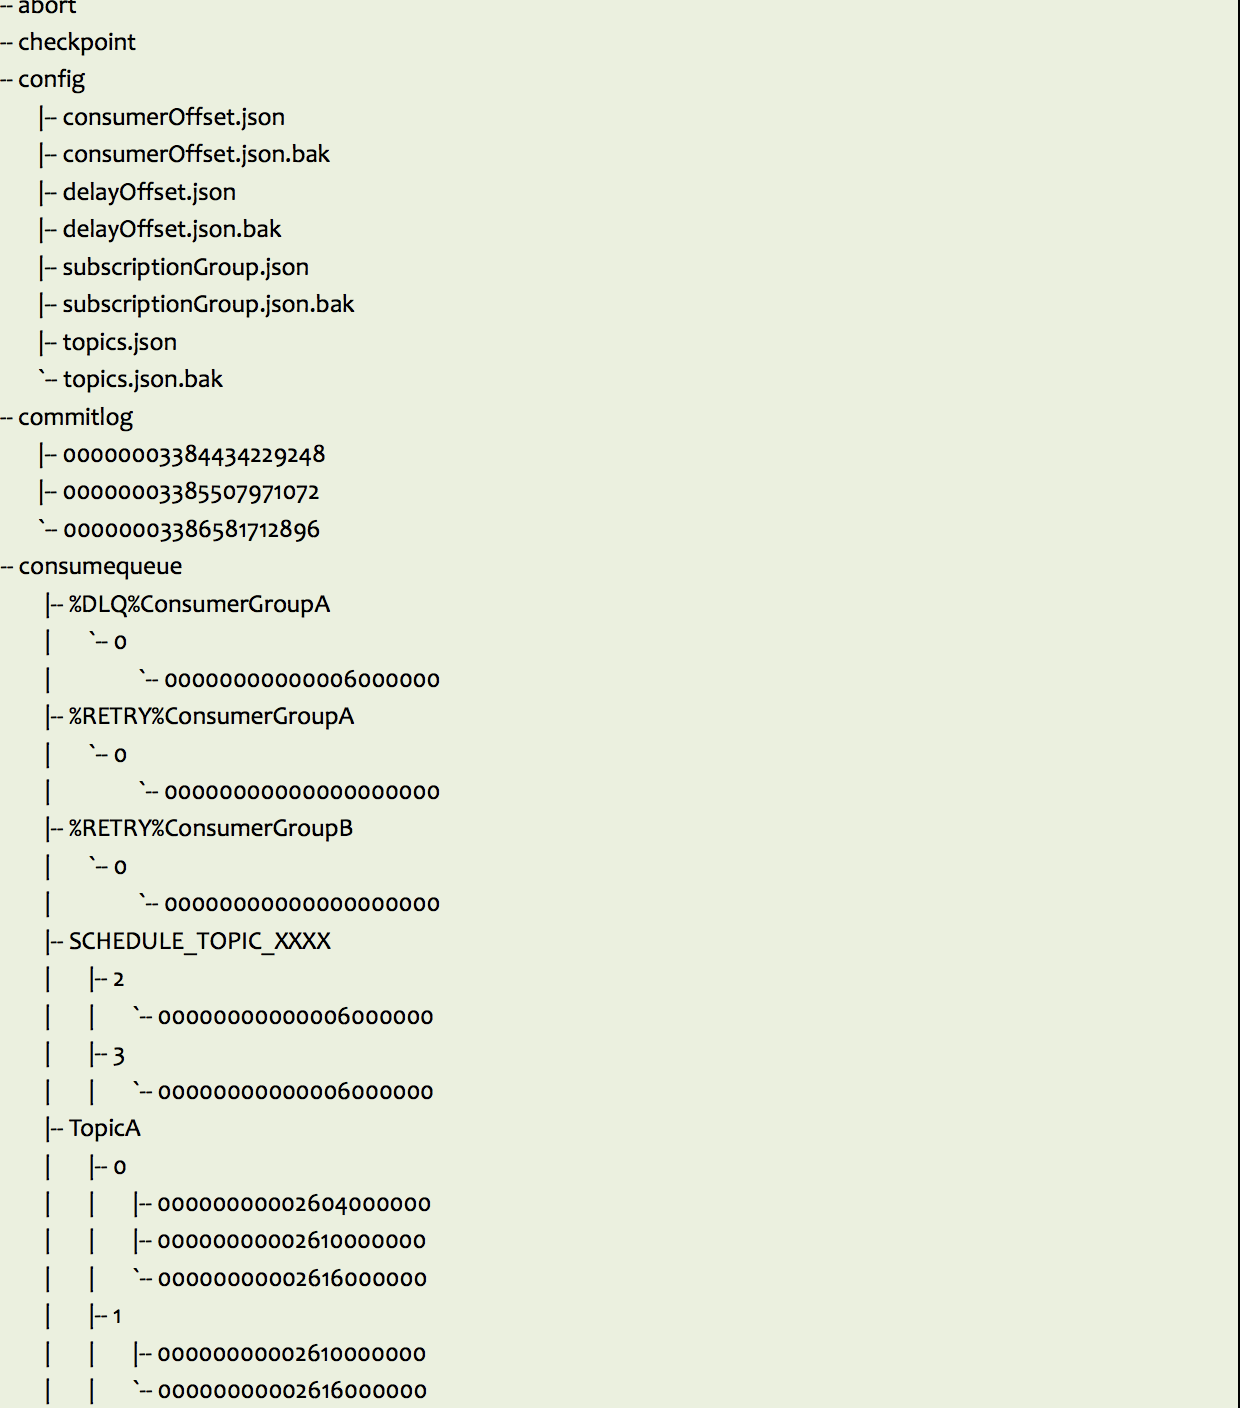 -- abort
-- checkpoint
-- config
|-- consumerOffset.json
|-- consumerOffset.json.bak
|-- delayOffset.json
|-- delayOffset.json.bak
|-- subscriptionGroup.json
|-- subscriptionGroup.json.bak
|-- topics.json
`-- topics.json.bak
-- commitlog
|-- 00000003384434229248
|-- 00000003385507971072
`-- 00000003386581712896
-- consumequeue
|-- %DLQ%ConsumerGroupA
| `-- 0
| `-- 00000000000006000000
|-- %RETRY%ConsumerGroupA
| `-- 0
| `-- 00000000000000000000
|-- %RETRY%ConsumerGroupB
| `-- 0
| `-- 00000000000000000000
|-- SCHEDULE_TOPIC_XXXX
| |-- 2
| | `-- 00000000000006000000
| |-- 3
| | `-- 00000000000006000000
|-- TopicA
| |-- 0
| | |-- 00000000002604000000
| | |-- 00000000002610000000
| | `-- 00000000002616000000
| |-- 1
| | |-- 00000000002610000000
| | `-- 00000000002616000000